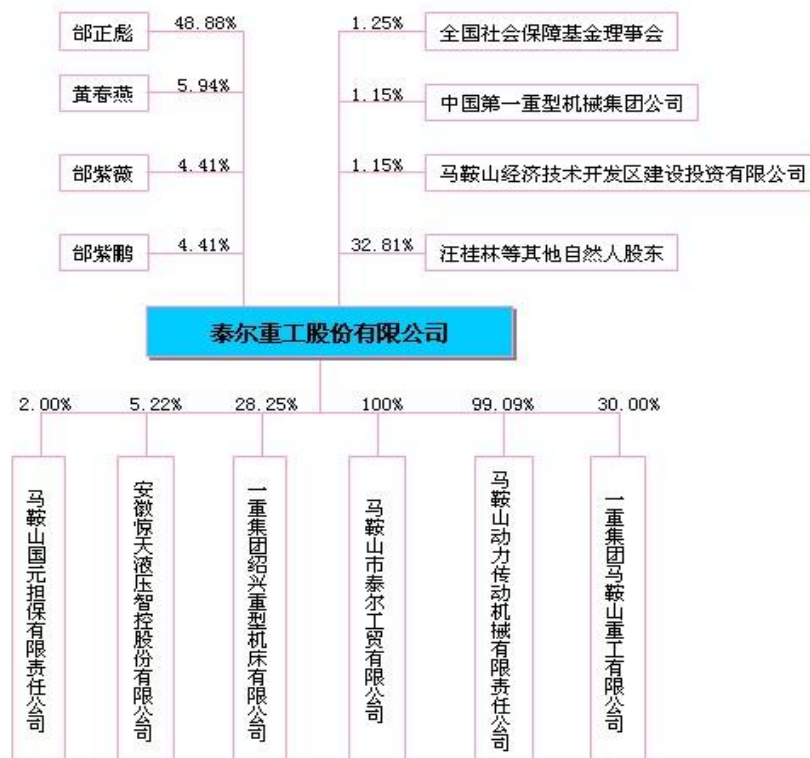 邰正彪 48.88% 1.25% 全国社会保障基金理事会
黄春燕 5.94% 1.15% 中国第一重型机械集团公司
邰紫薇 4.41% 1.15% 马鞍山经济技术开发区建设投资有限公司
邰紫鹏 4.41% 32.81% 汪桂林等其他自然人股东
泰尔重工股份有限公司
2.00% 5.22% 28.25% 100% 99.09% 30.00%
马鞍山国元担保有限责任公司
安徽惊天液压智控股份有限公司
一重集团绍兴重型机床有限公司
马鞍山市泰尔工贸有限公司
马鞍山动力传动机械有限责任公司
一重集团马鞍山重工有限公司